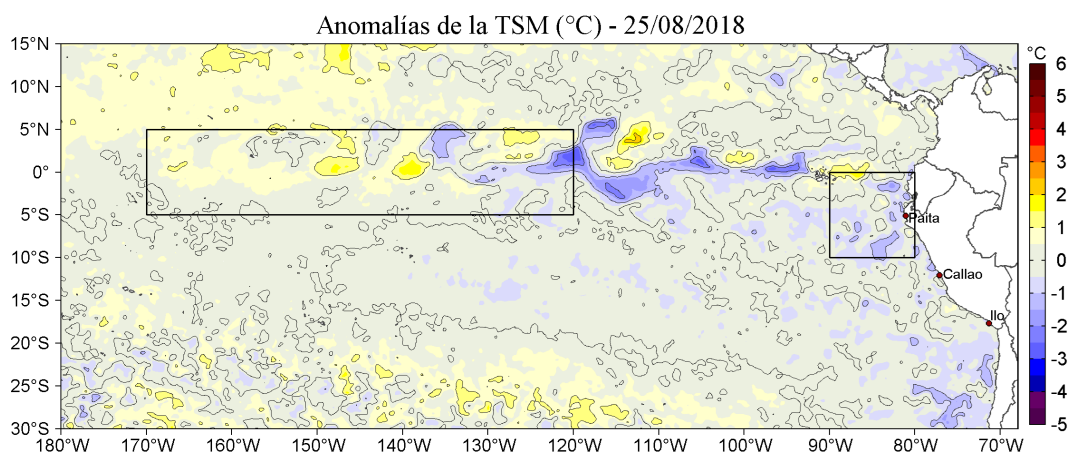 Anomalías de la TSM (°C) - 25/08/2018
15°N
10°N
5°N
0°
5°S
10°S
15°S
20°S
25°S
30°S
180°W
170°W
160°W
150°W
140°W
130°W
120°W
110°W
100°W
90°W
80°W
70°W
Paita
Callao
Ilo
°C
6
5
4
3
2
1
0
-1
-2
-3
-4
-5